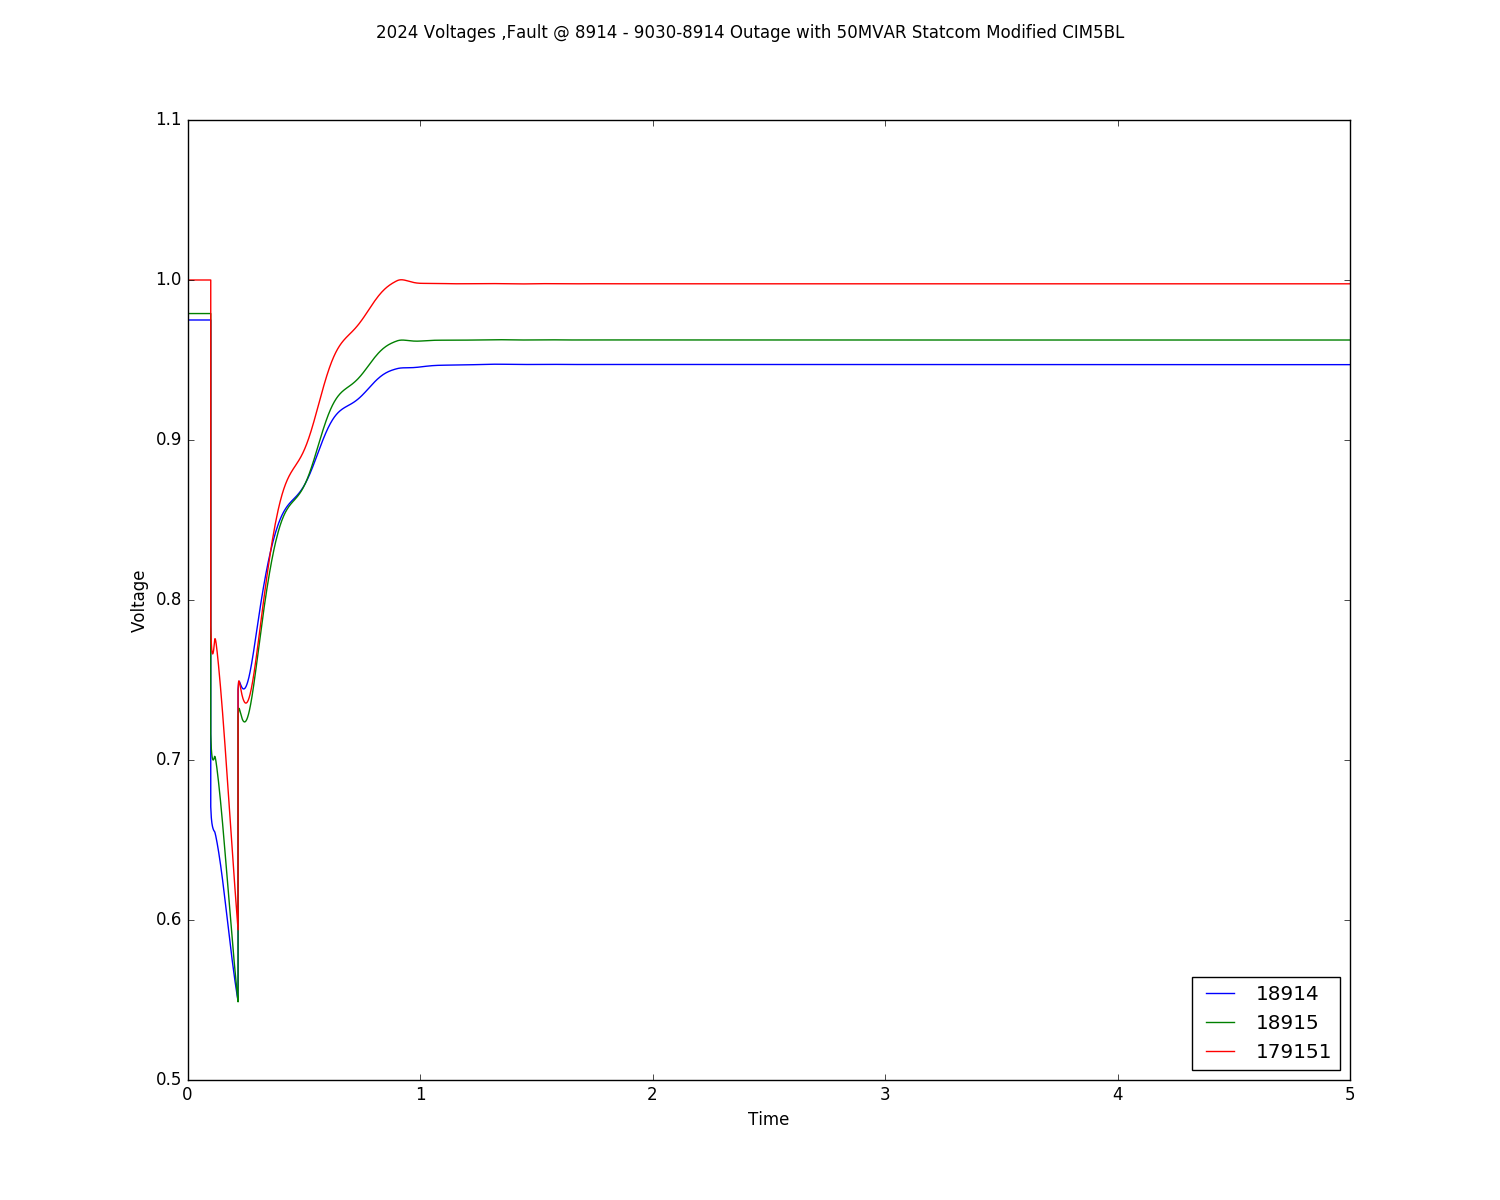 2024 Voltages ,Fault @ 8914 - 9030-8914 Outage with 50MVAR Statcom Modified CIM5BL
1.1
1.0
0.9
0.8
0.7
0.6
0.5
Voltage
0 1 2 3 4 5
Time
18914
18915
179151